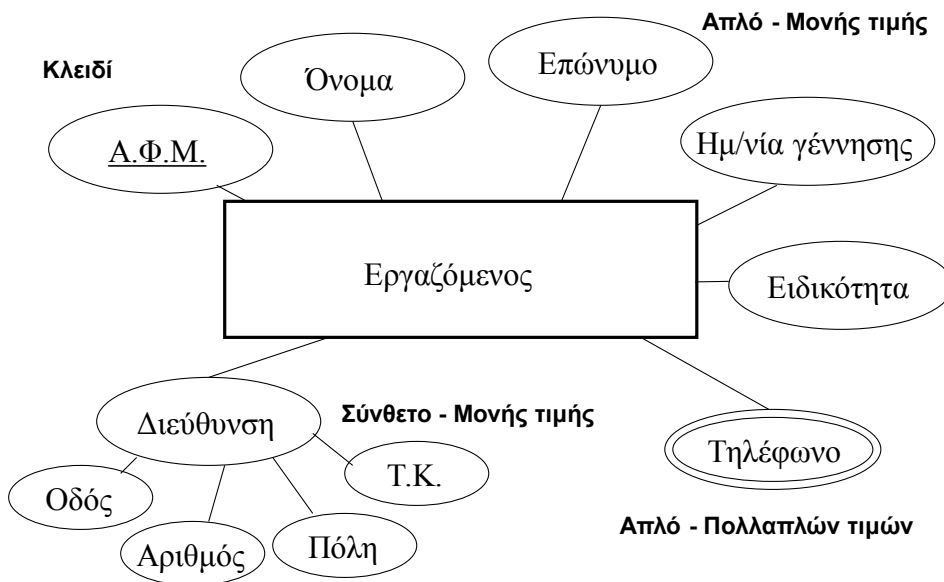 Απλό - Μονής τιμής
Κλειδί
Όνομα
Επώνυμο
Α.Φ.Μ.
Ημ/νία γέννησης
Εργαζόμενος
Ειδικότητα
Διεύθυνση
Σύνθετο - Μονής τιμής
Τηλέφωνο
Τ.Κ.
Οδός
Αριθμός
Πόλη
Απλό - Πολλαπλών τιμών